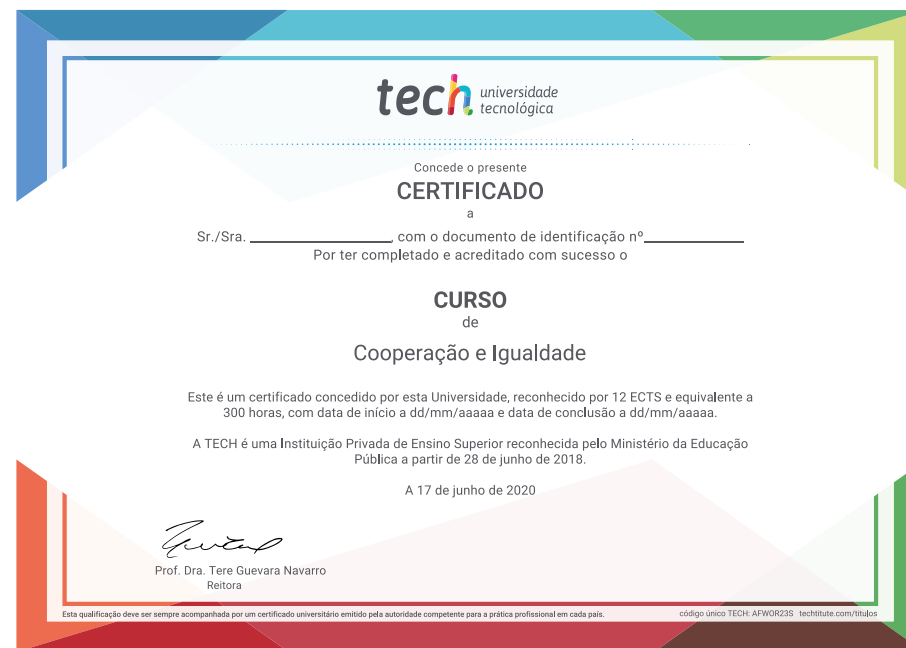 tech universidade
tecnológica
Concede o presente
CERTIFICADO
a
Sr./Sra. ____________________, com o documento de identificação nº______________
Por ter completado e acreditado com sucesso o
CURSO
de
Cooperação e Igualdade
Este é um certificado concedido por esta Universidade, reconhecido por 12 ECTS e equivalente a
300 horas, com data de início a dd/mm/aaaaa e data de conclusão a dd/mm/aaaaa.
A TECH é uma Instituição Privada de Ensino Superior reconhecida pelo Ministério da Educação
Pública a partir de 28 de junho de 2018.
A 17 de junho de 2020
Prof. Dra. Tere Guevara Navarro
Reitora
Esta qualificação deve ser sempre acompanhada por um certificado universitário emitido pela autoridade competente para a prática profissional em cada país.
código único TECH: AFWOR23S techtitute.com/titulos